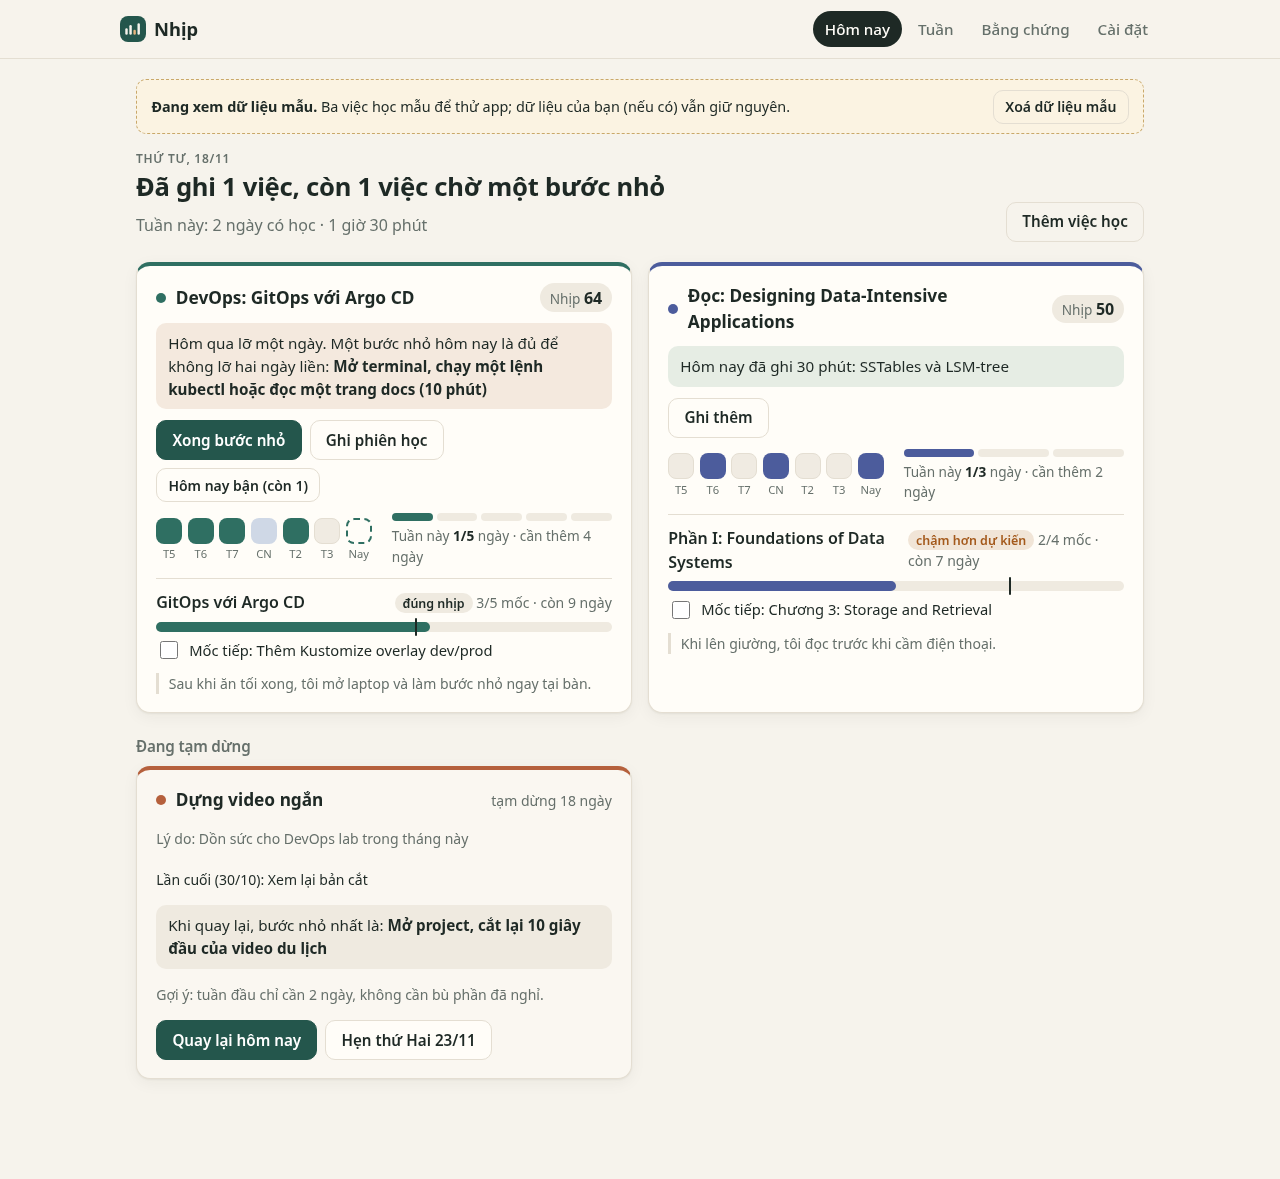 Nhịp
Hôm nay
Tuần
Bằng chứng
Cài đặt
Đang xem dữ liệu mẫu. Ba việc học mẫu để thử app; dữ liệu của bạn (nếu có) vẫn giữ nguyên.
Xoá dữ liệu mẫu
THỨ TƯ, 18/11
Đã ghi 1 việc, còn 1 việc chờ một bước nhỏ
Tuần này: 2 ngày có học · 1 giờ 30 phút
Thêm việc học
DevOps: GitOps với Argo CD
Nhịp 64
Hôm qua lỡ một ngày. Một bước nhỏ hôm nay là đủ để
không lỡ hai ngày liền: Mở terminal, chạy một lệnh
kubectl hoặc đọc một trang docs (10 phút)
Xong bước nhỏ
Ghi phiên học
Hôm nay bận (còn 1)
T5 T6 T7 CN T2 T3 Nay
Tuần này 1/5 ngày · cần thêm 4
ngày
GitOps với Argo CD
đúng nhịp 3/5 mốc · còn 9 ngày
Mốc tiếp: Thêm Kustomize overlay dev/prod
Sau khi ăn tối xong, tôi mở laptop và làm bước nhỏ ngay tại bàn.
Đọc: Designing Data-Intensive
Applications
Nhịp 50
Hôm nay đã ghi 30 phút: SSTables và LSM-tree
Ghi thêm
T5 T6 T7 CN T2 T3 Nay
Tuần này 1/3 ngày · cần thêm 2
ngày
Phần I: Foundations of Data
Systems
chậm hơn dự kiến 2/4 mốc ·
còn 7 ngày
Mốc tiếp: Chương 3: Storage and Retrieval
Khi lên giường, tôi đọc trước khi cầm điện thoại.
Đang tạm dừng
Dựng video ngắn
tạm dừng 18 ngày
Lý do: Dồn sức cho DevOps lab trong tháng này
Lần cuối (30/10): Xem lại bản cắt
Khi quay lại, bước nhỏ nhất là: Mở project, cắt lại 10 giây
đầu của video du lịch
Gợi ý: tuần đầu chỉ cần 2 ngày, không cần bù phần đã nghỉ.
Quay lại hôm nay
Hẹn thứ Hai 23/11